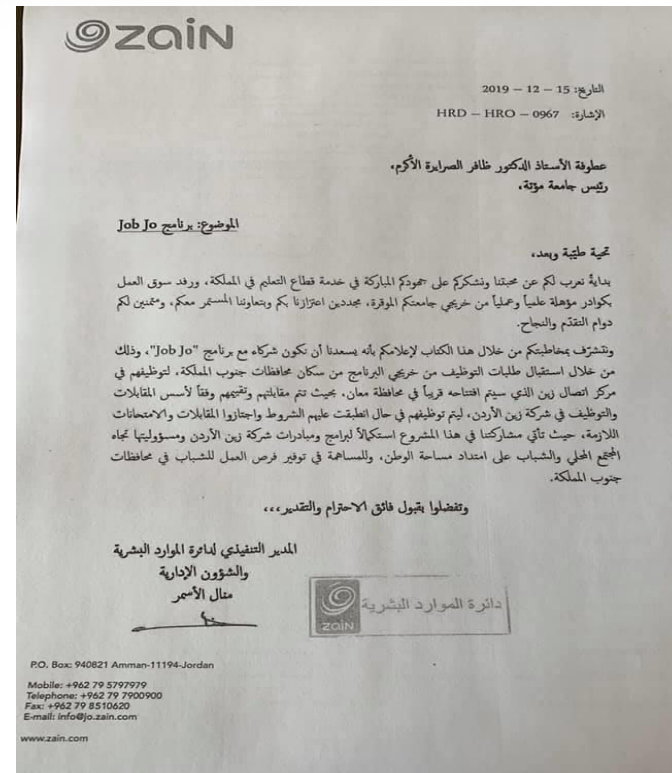 zain
التاريخ: 15 – 12 – 2019
الإشارة: HRD – HRO – 0967
عطوفة الأستاذ الدكتور ظافر الصرايرة الأكرم،
رئيس جامعة مؤتة،
الموضوع: برنامج Job Jo
تحية طيّبة وبعد،
بدايةً نعرب لكم عن محبتنا ونشكركم على جهودكم المباركة في خدمة قطاع التعليم في المملكة، ورفد سوق العمل
بكوادر مؤهلة علمياً وعملياً من خريجي جامعتكم الموقرة، مجددين اعتزازنا بكم وبتعاوننا المستمر معكم، ومتمنين لكم
دوام التقدّم والنجاح.
ونتشرّف بمخاطبتكم من خلال هذا الكتاب لإعلامكم بأنه يسعدنا أن نكون شركاء مع برنامج "Job Jo"، وذلك
من خلال استقبال طلبات التوظيف من خريجي البرنامج من سكان محافظات جنوب المملكة، لتوظيفهم في
مركز اتصال زين الذي سيتم افتتاحه قريباً في محافظة معان، بحيث تتم مقابلتهم وتقييمهم وفقاً لأسس المقابلات
والتوظيف في شركة زين الأردن، ليتم توظيفهم في حال انطبقت عليهم الشروط واجتازوا المقابلات والامتحانات
اللازمة، حيث تأتي مشاركتنا في هذا المشروع استكمالاً لبرامج ومبادرات شركة زين الأردن ومسؤوليتها تجاه
المجتمع المحلي والشباب على امتداد مساحة الوطن، وللمساهمة في توفير فرص العمل للشباب في محافظات
جنوب المملكة.
وتفضلوا بقبول فائق الاحترام والتقدير،،،
المدير التنفيذي لدائرة الموارد البشرية
والشؤون الإدارية
منال الأسمر
دائرة الموارد البشرية
zain
P.O. Box: 940821 Amman-11194-Jordan
Mobile: +962 79 5797979
Telephone: +962 79 7900900
Fax: +962 79 8510620
E-mail: info@jo.zain.com
www.zain.com